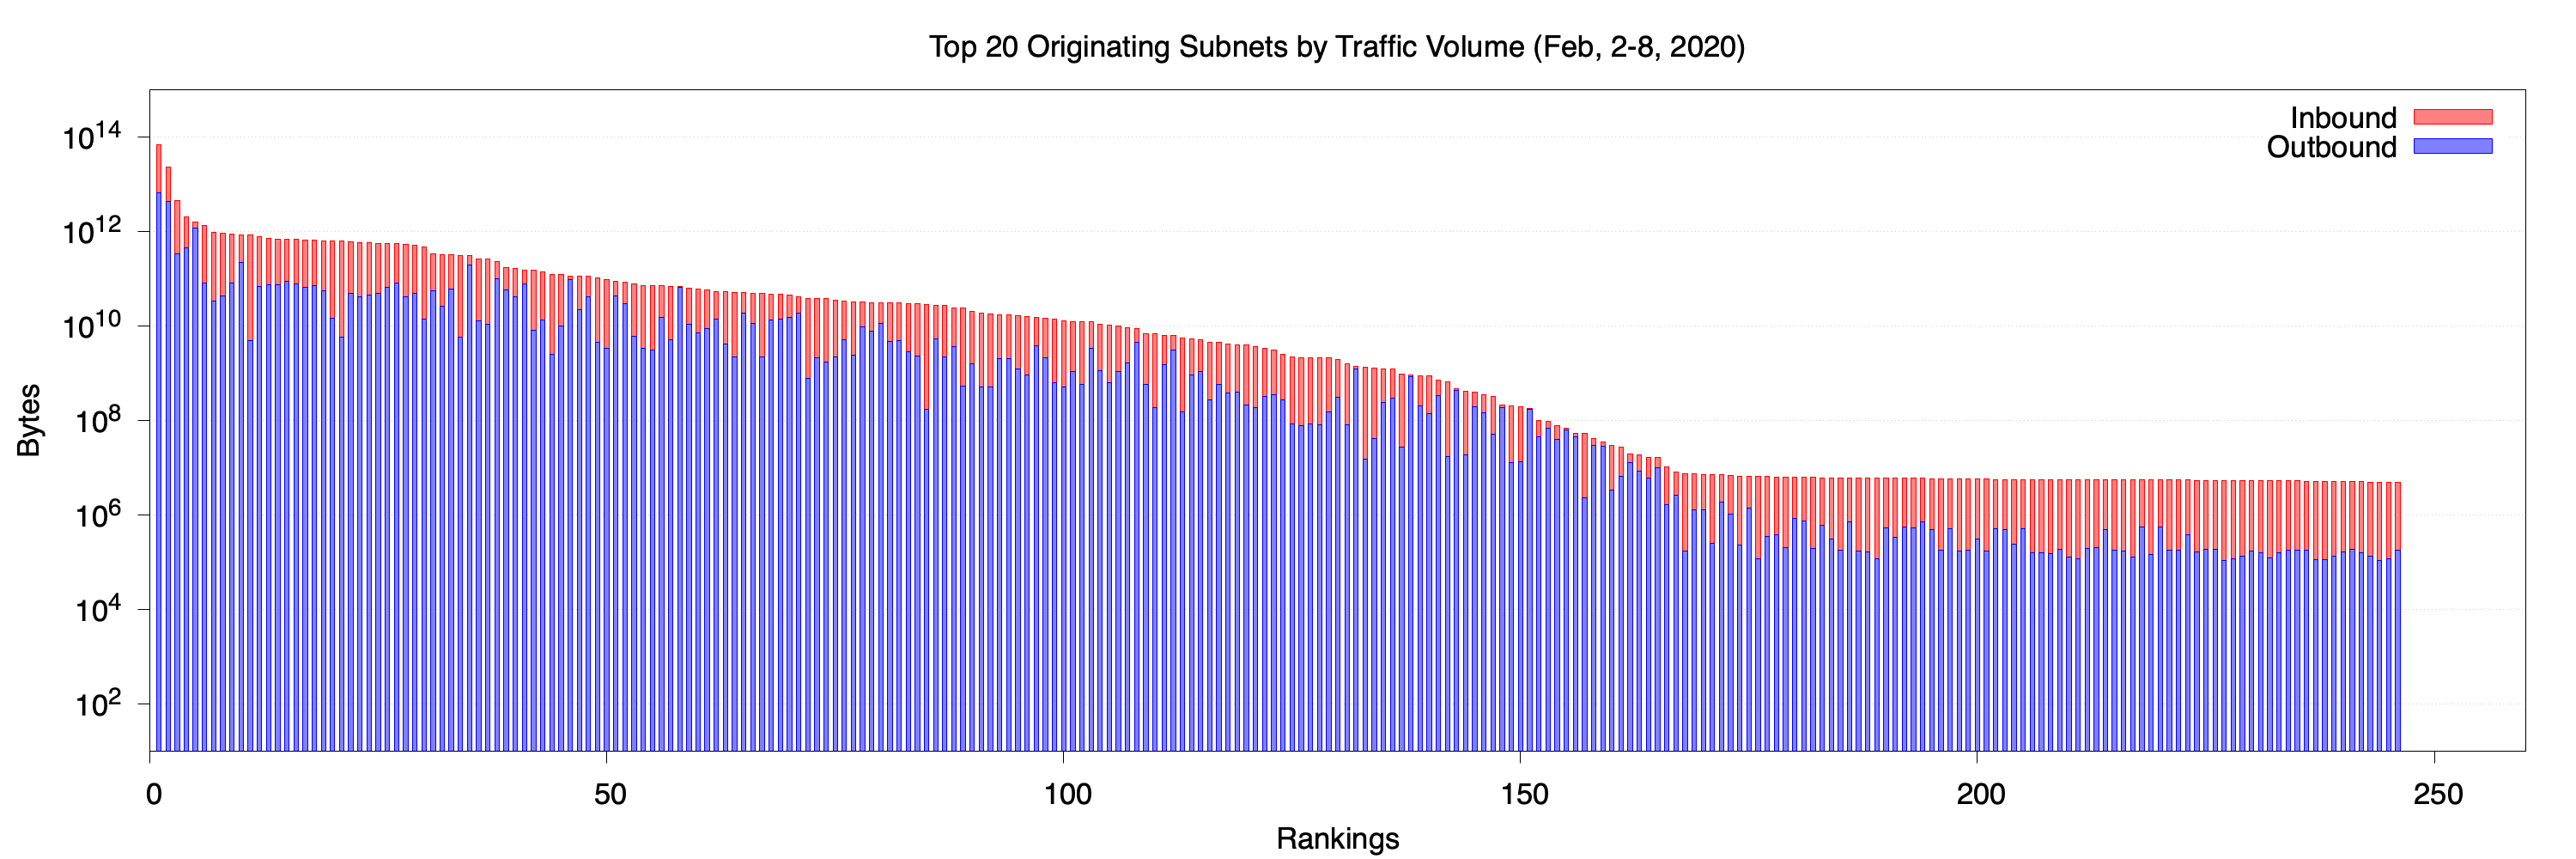 Top 20 Originating Subnets by Traffic Volume (Feb, 2-8, 2020)
Inbound
Outbound
10^14
10^12
10^10
10^8
10^6
10^4
10^2
Bytes
0 50 100 150 200 250
Rankings